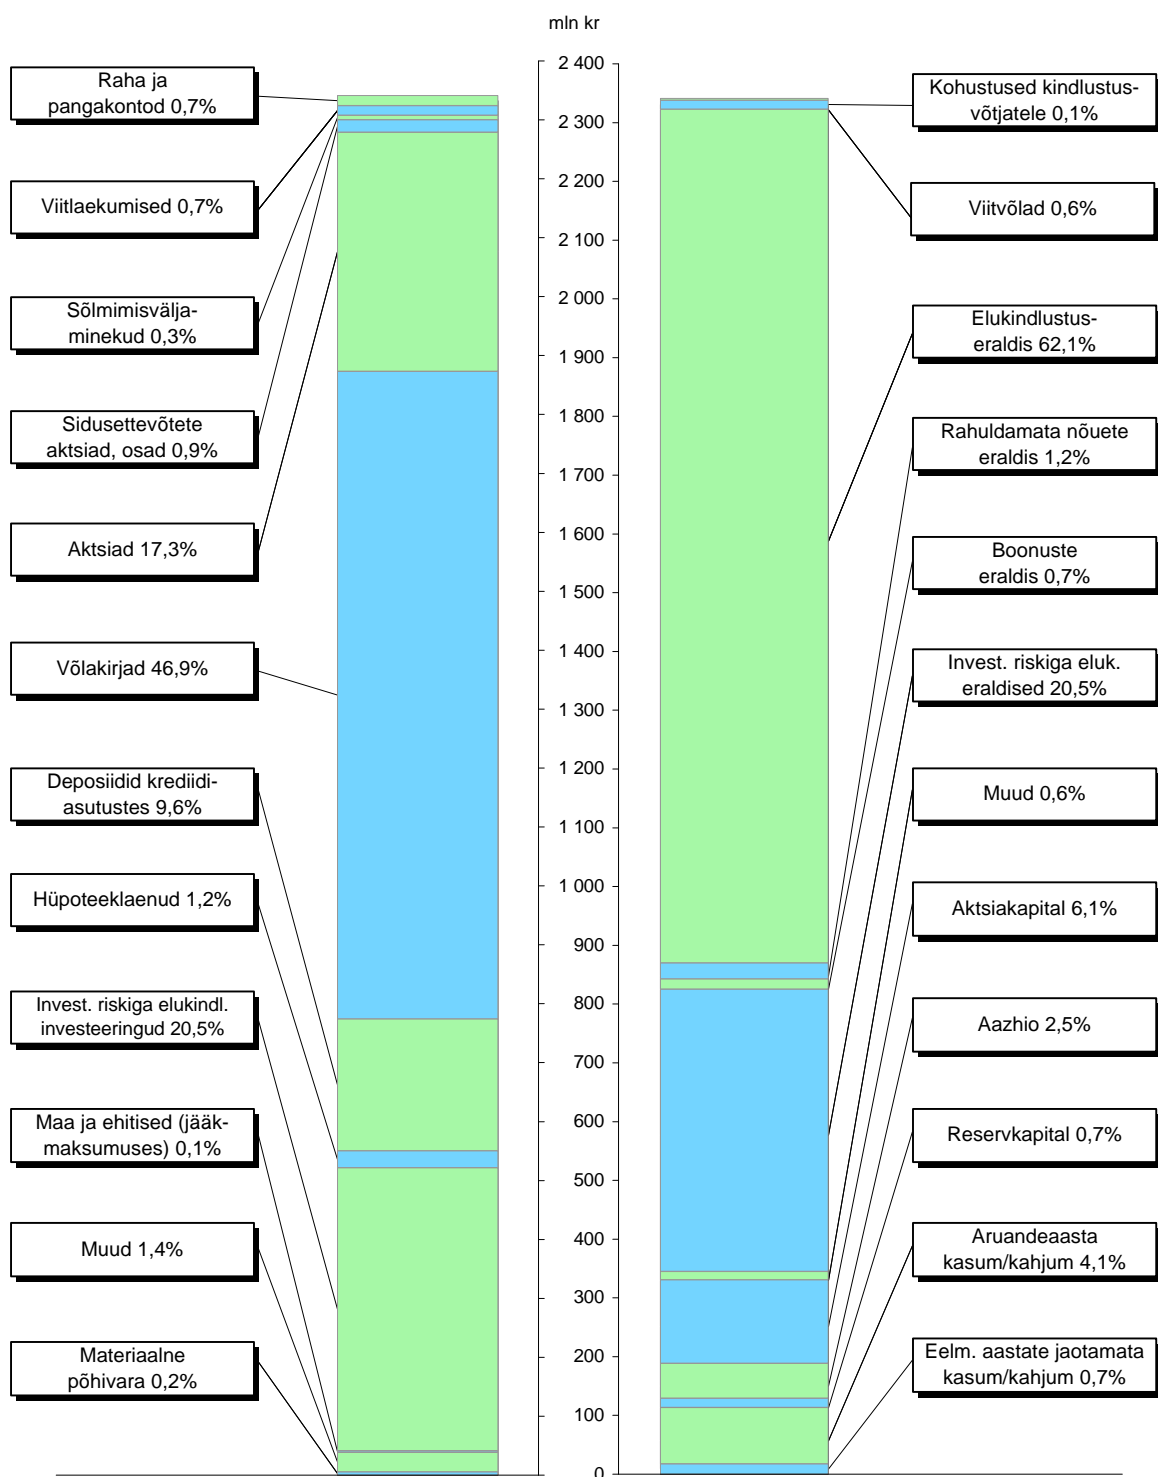 mln kr
Raha ja
pangakontod 0,7%
Viitlaekumised 0,7%
Sõlmimisvälja-
minekud 0,3%
Sidusettevõtete
aktsiad, osad 0,9%
Aktsiad 17,3%
Võlakirjad 46,9%
Deposiidid krediidi-
asutustes 9,6%
Hüpoteeklaenud 1,2%
Invest. riskiga elukindl.
investeeringud 20,5%
Maa ja ehitised (jääk-
maksumuses) 0,1%
Muud 1,4%
Materiaalne
põhivara 0,2%
2 400
2 300
2 200
2 100
2 000
1 900
1 800
1 700
1 600
1 500
1 400
1 300
1 200
1 100
1 000
900
800
700
600
500
400
300
200
100
0
Kohustused kindlustus-
võtjatele 0,1%
Viitvõlad 0,6%
Elukindlustus-
eraldis 62,1%
Rahuldamata nõuete
eraldis 1,2%
Boonuste
eraldis 0,7%
Invest. riskiga eluk.
eraldised 20,5%
Muud 0,6%
Aktsiakapital 6,1%
Aazhio 2,5%
Reservkapital 0,7%
Aruandeaasta
kasum/kahjum 4,1%
Eelm. aastate jaotamata
kasum/kahjum 0,7%